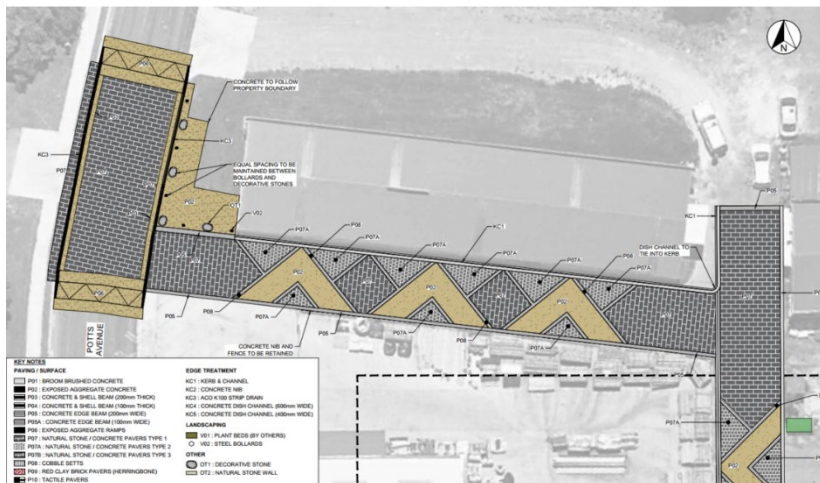 N
CONCRETE TO FOLLOW
PROPERTY BOUNDARY
KC3
KC3
P07
EQUAL SPACING TO BE
MAINTAINED BETWEEN
BOLLARDS AND
DECORATIVE STONES
P02
OT1
V02
P06
P07A
P08
P07A
KC1
P07A
P07A
P08
P07A
KC1
P05
DISH CHANNEL TO
TIE INTO KERB
P02
P02
P02
P08
P07A
P05
P07A
P08
P07A
P06
CONCRETE NIB AND
FENCE TO BE RETAINED
POTTS
AVENUE
P07A
P02
KEY NOTES
PAVING / SURFACE
P01 : BROOM BRUSHED CONCRETE
P02 : EXPOSED AGGREGATE CONCRETE
P03 : CONCRETE & SHELL BEAM (200mm THICK)
P04 : CONCRETE & SHELL BEAM (100mm THICK)
P05 : CONCRETE EDGE BEAM (200mm WIDE)
P05A : CONCRETE EDGE BEAM (100mm WIDE)
P06 : EXPOSED AGGREGATE RAMPS
P07 : NATURAL STONE / CONCRETE PAVERS TYPE 1
P07A : NATURAL STONE / CONCRETE PAVERS TYPE 2
P07B : NATURAL STONE / CONCRETE PAVERS TYPE 3
P08 : COBBLE SETTS
P09 : RED CLAY BRICK PAVERS (HERRINGBONE)
P10 : TACTILE PAVERS
EDGE TREATMENT
KC1 : KERB & CHANNEL
KC2 : CONCRETE NIB
KC3 : ACO K100 STRIP DRAIN
KC4 : CONCRETE DISH CHANNEL (600mm WIDE)
KC5 : CONCRETE DISH CHANNEL (400mm WIDE)
LANDSCAPING
V01 : PLANT BEDS (BY OTHERS)
V02 : STEEL BOLLARDS
OTHER
OT1 : DECORATIVE STONE
OT2 : NATURAL STONE WALL